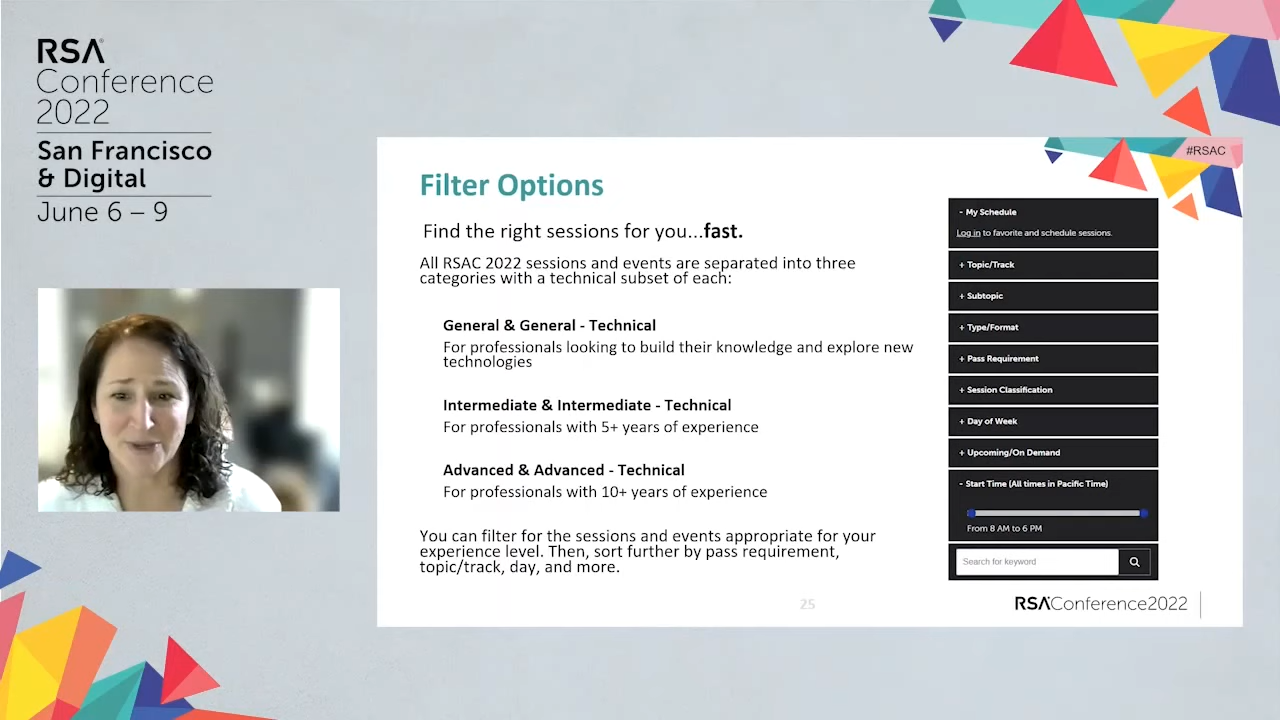 RSA
Conference
2022
San Francisco
& Digital
June 6 – 9
#RSAC
Filter Options
Find the right sessions for you...fast.
All RSAC 2022 sessions and events are separated into three
categories with a technical subset of each:
General & General - Technical
For professionals looking to build their knowledge and explore new
technologies
Intermediate & Intermediate - Technical
For professionals with 5+ years of experience
Advanced & Advanced - Technical
For professionals with 10+ years of experience
You can filter for the sessions and events appropriate for your
experience level. Then, sort further by pass requirement,
topic/track, day, and more.
- My Schedule
Log in to favorite and schedule sessions.
+ Topic/Track
+ Subtopic
+ Type/Format
+ Pass Requirement
+ Session Classification
+ Day of Week
+ Upcoming/On Demand
- Start Time (All times in Pacific Time)
From 8 AM to 6 PM
Search for keyword
25
RSAConference2022